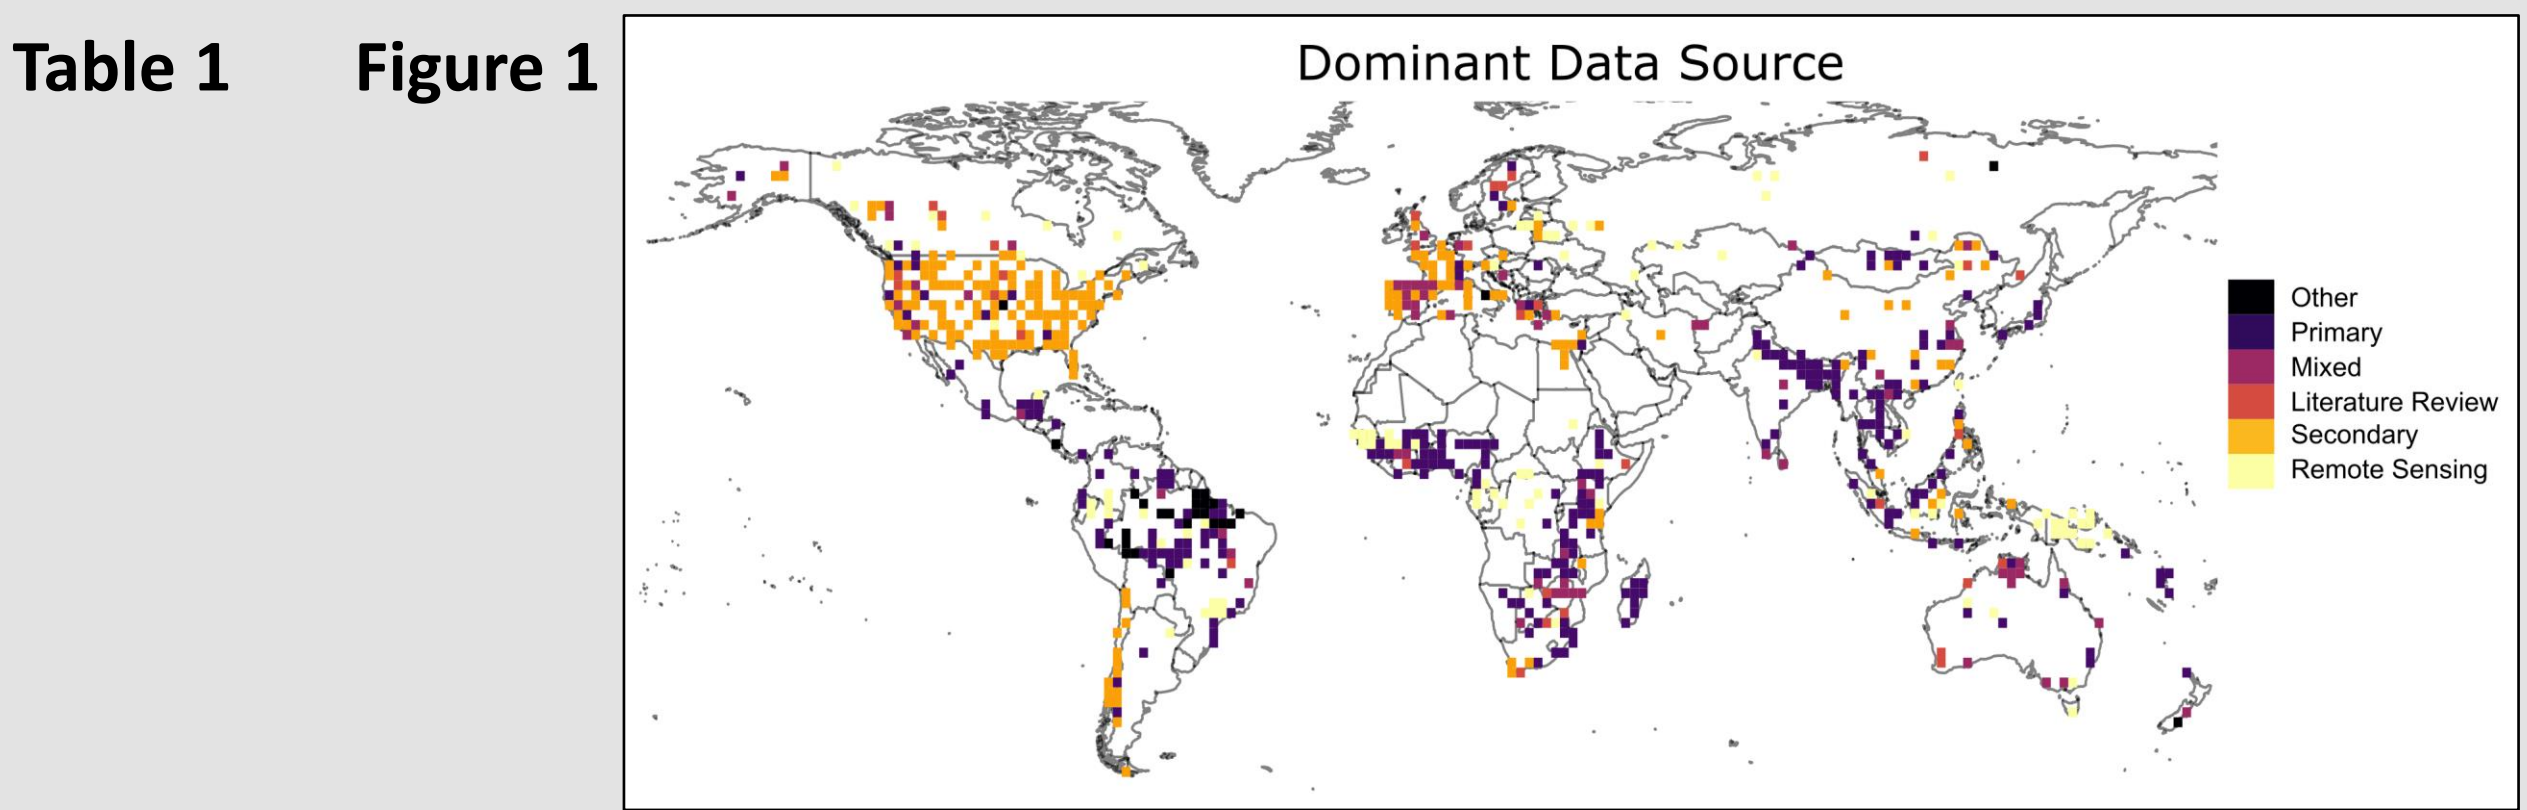 Table 1
Figure 1
Dominant Data Source
Other
Primary
Mixed
Literature Review
Secondary
Remote Sensing